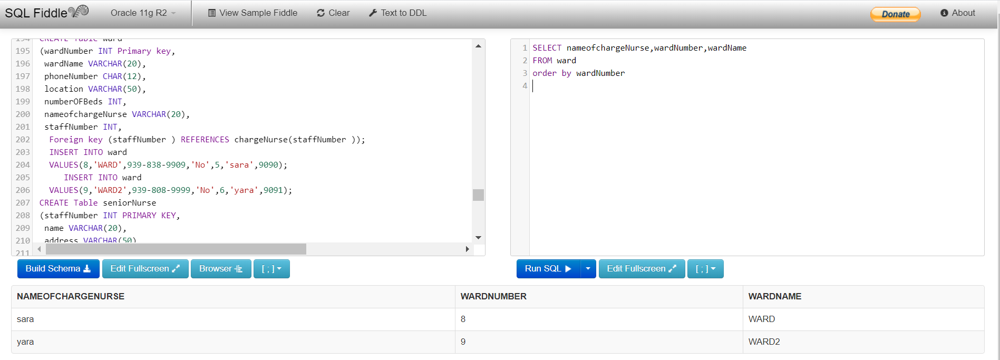 SQL Fiddle Oracle 11g R2 View Sample Fiddle Clear Text to DDL Donate About
194 CREATE Table ward
195 (wardNumber INT Primary key,
196 wardName VARCHAR(20),
197 phoneNumber CHAR(12),
198 location VARCHAR(50),
199 numberOFBeds INT,
200 nameofchargeNurse VARCHAR(20),
201 staffNumber INT,
202 Foreign key (staffNumber ) REFERENCES chargeNurse(staffNumber ));
203 INSERT INTO ward
204 VALUES(8,'WARD',939-838-9909,'No',5,'sara',9090);
205 INSERT INTO ward
206 VALUES(9,'WARD2',939-808-9999,'No',6,'yara',9091);
207 CREATE Table seniorNurse
208 (staffNumber INT PRIMARY KEY,
209 name VARCHAR(20),
210 address VARCHAR(50)
211
1 SELECT nameofchargeNurse,wardNumber,wardName
2 FROM ward
3 order by wardNumber
4
Build Schema Edit Fullscreen Browser [ ; ]
Run SQL Edit Fullscreen [ ; ]
NAMEOFCHARGENURSE WARDNUMBER WARDNAME
sara 8 WARD
yara 9 WARD2